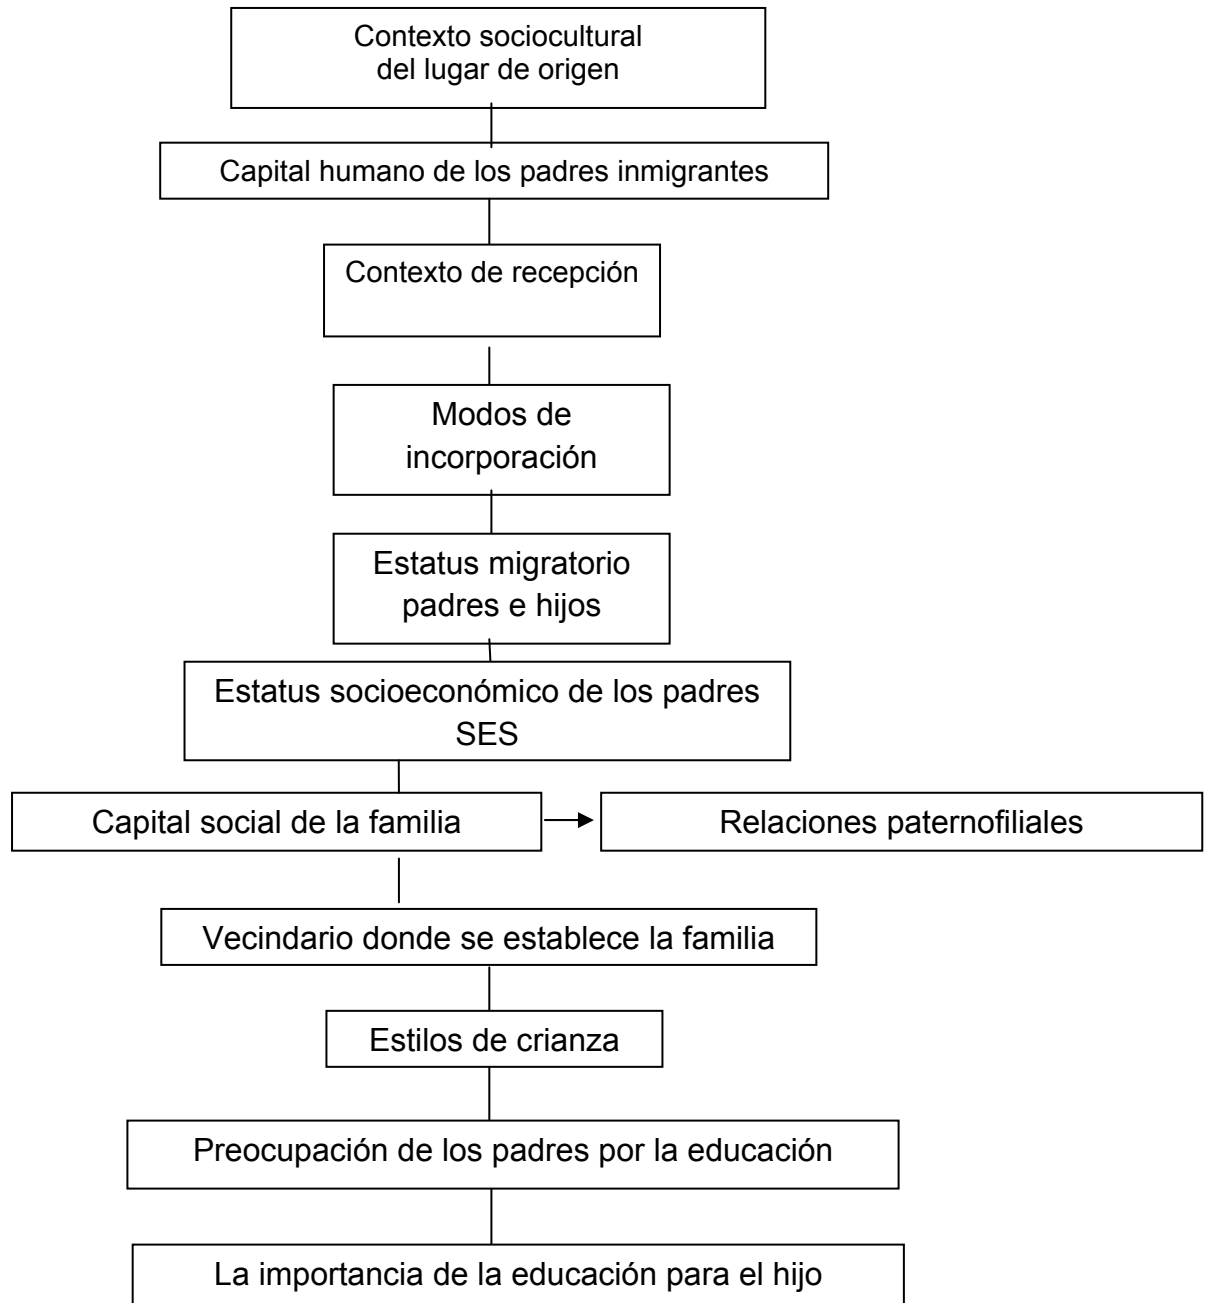 Contexto sociocultural
del lugar de origen
Capital humano de los padres inmigrantes
Contexto de recepción
Modos de
incorporación
Estatus migratorio
padres e hijos
Estatus socioeconómico de los padres
SES
Capital social de la familia
Relaciones paternofiliales
Vecindario donde se establece la familia
Estilos de crianza
Preocupación de los padres por la educación
La importancia de la educación para el hijo